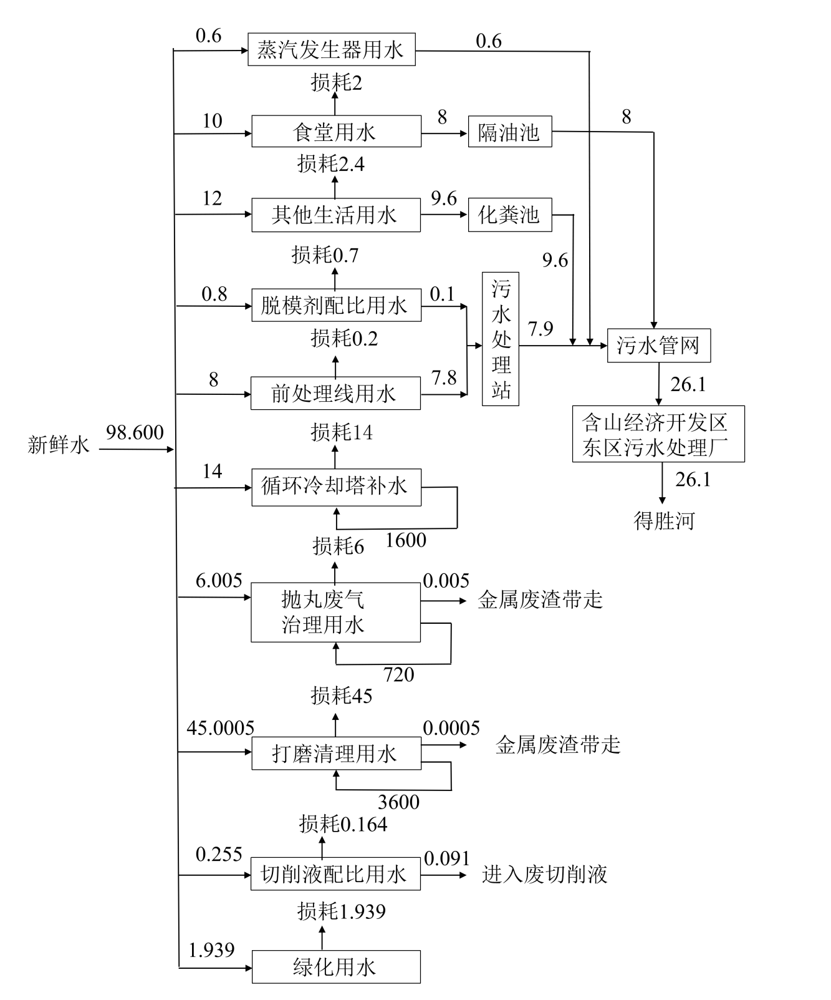 0.6
蒸汽发生器用水
0.6
损耗2
10
食堂用水
8
隔油池
8
损耗2.4
12
其他生活用水
9.6
化粪池
9.6
损耗0.7
0.8
脱模剂配比用水
0.1
损耗0.2
8
前处理线用水
7.8
污
水
处
理
站
7.9
污水管网
26.1
含山经济开发区
东区污水处理厂
26.1
得胜河
新鲜水
98.600
损耗14
14
循环冷却塔补水
1600
损耗6
6.005
抛丸废气
治理用水
0.005
金属废渣带走
720
损耗45
45.0005
打磨清理用水
0.0005
金属废渣带走
3600
损耗0.164
0.255
切削液配比用水
0.091
进入废切削液
损耗1.939
1.939
绿化用水